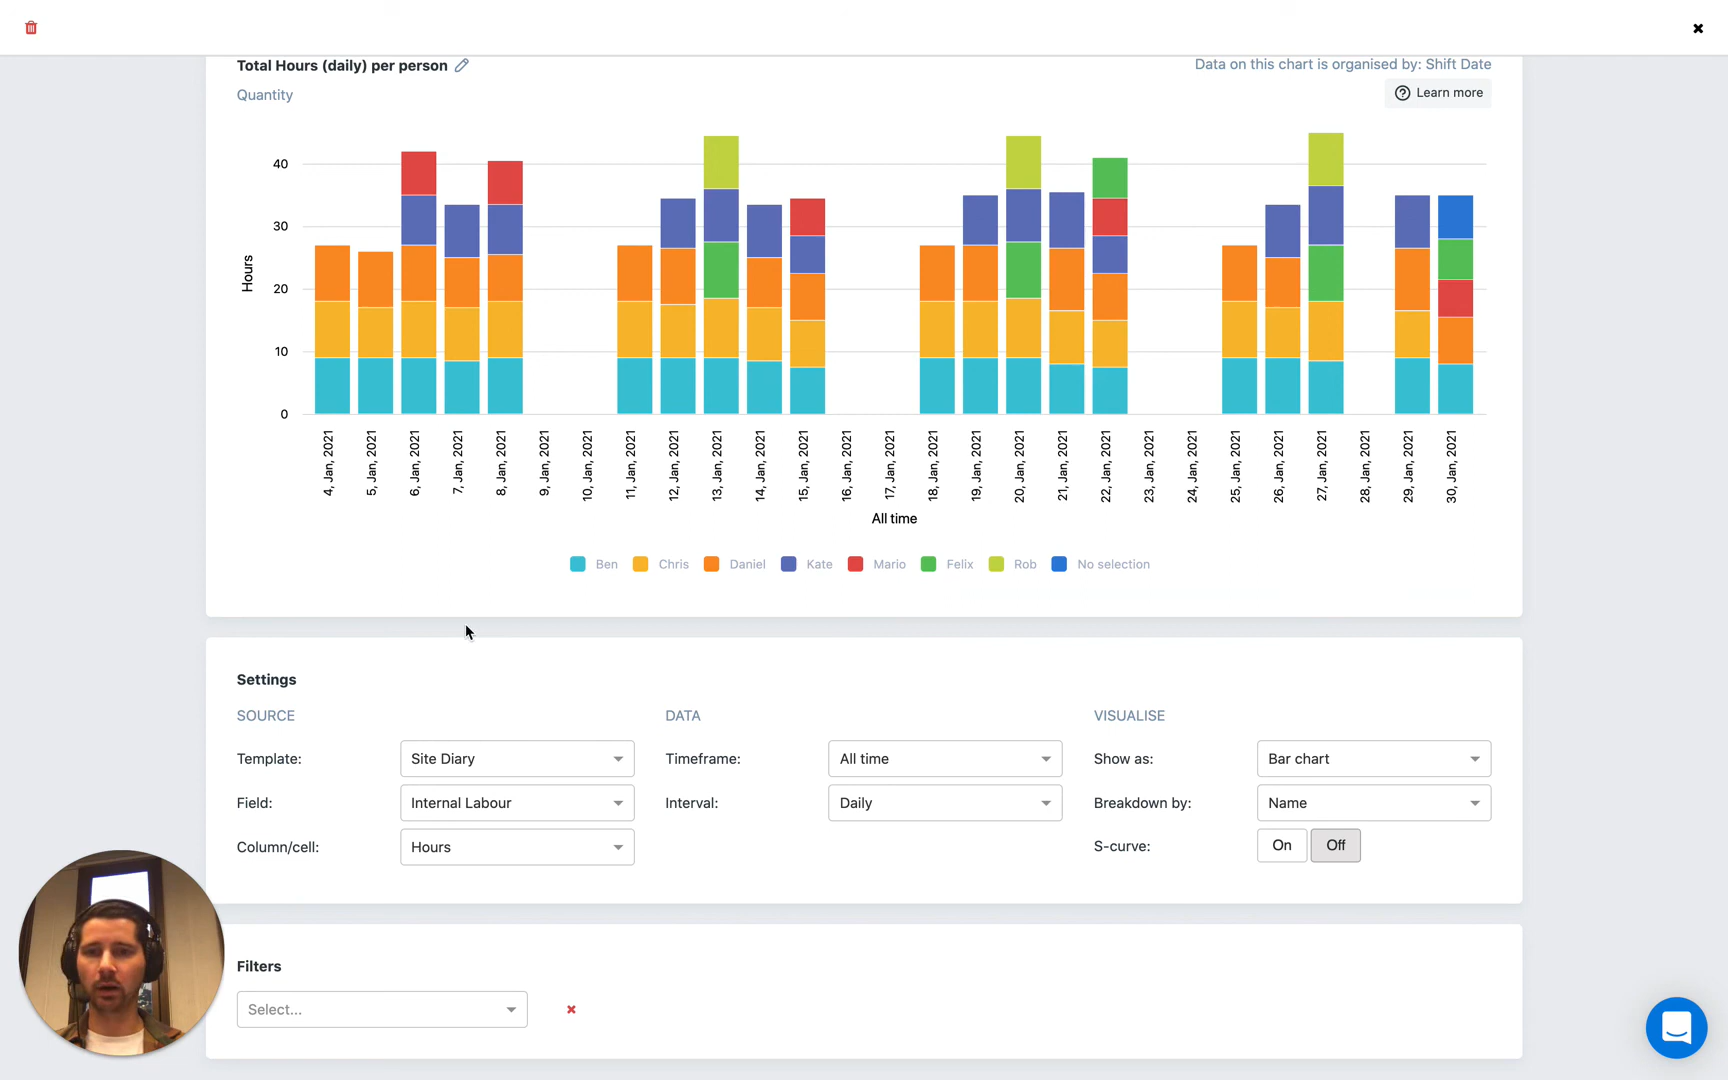 Total Hours (daily) per person
Data on this chart is organised by: Shift Date
Quantity
Learn more
40
30
20
10
0
Hours
4, Jan, 2021
5, Jan, 2021
6, Jan, 2021
7, Jan, 2021
8, Jan, 2021
9, Jan, 2021
10, Jan, 2021
11, Jan, 2021
12, Jan, 2021
13, Jan, 2021
14, Jan, 2021
15, Jan, 2021
16, Jan, 2021
17, Jan, 2021
18, Jan, 2021
19, Jan, 2021
20, Jan, 2021
21, Jan, 2021
22, Jan, 2021
23, Jan, 2021
24, Jan, 2021
25, Jan, 2021
26, Jan, 2021
27, Jan, 2021
28, Jan, 2021
29, Jan, 2021
30, Jan, 2021
All time
Ben Chris Daniel Kate Mario Felix Rob No selection
Settings
SOURCE DATA VISUALISE
Template: Site Diary Timeframe: All time Show as: Bar chart
Field: Internal Labour Interval: Daily Breakdown by: Name
Column/cell: Hours S-curve: On Off
Filters
Select...